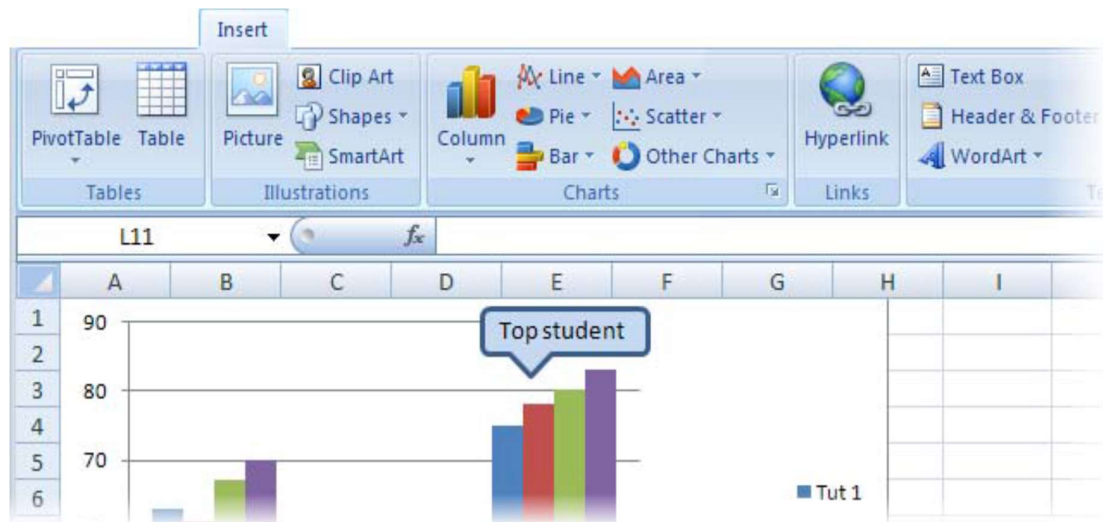 Insert
PivotTable Table
Tables
Picture
Clip Art
Shapes
SmartArt
Illustrations
Column
Line
Pie
Bar
Area
Scatter
Other Charts
Charts
Hyperlink
Links
Text Box
Header & Footer
WordArt
L11 fx
A B C D E F G H I
1 90 Top student
2
3 80
4
5 70
6 Tut 1